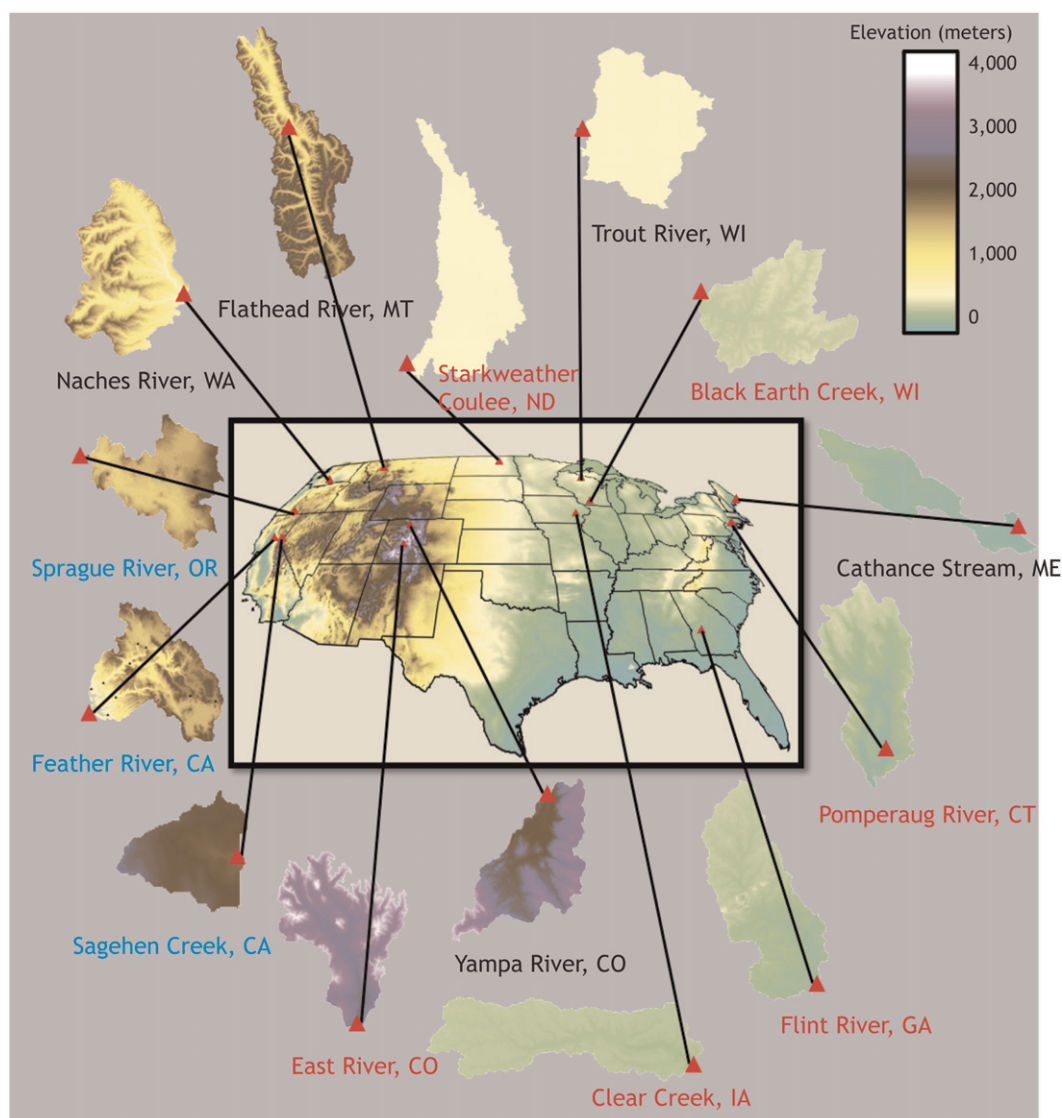 Elevation (meters)
4,000
3,000
2,000
1,000
0
Trout River, WI
Flathead River, MT
Naches River, WA
Starkweather
Coulee, ND
Black Earth Creek, WI
Sprague River, OR
Cathance Stream, ME
Feather River, CA
Pomperaug River, CT
Sagehen Creek, CA
Yampa River, CO
Flint River, GA
East River, CO
Clear Creek, IA